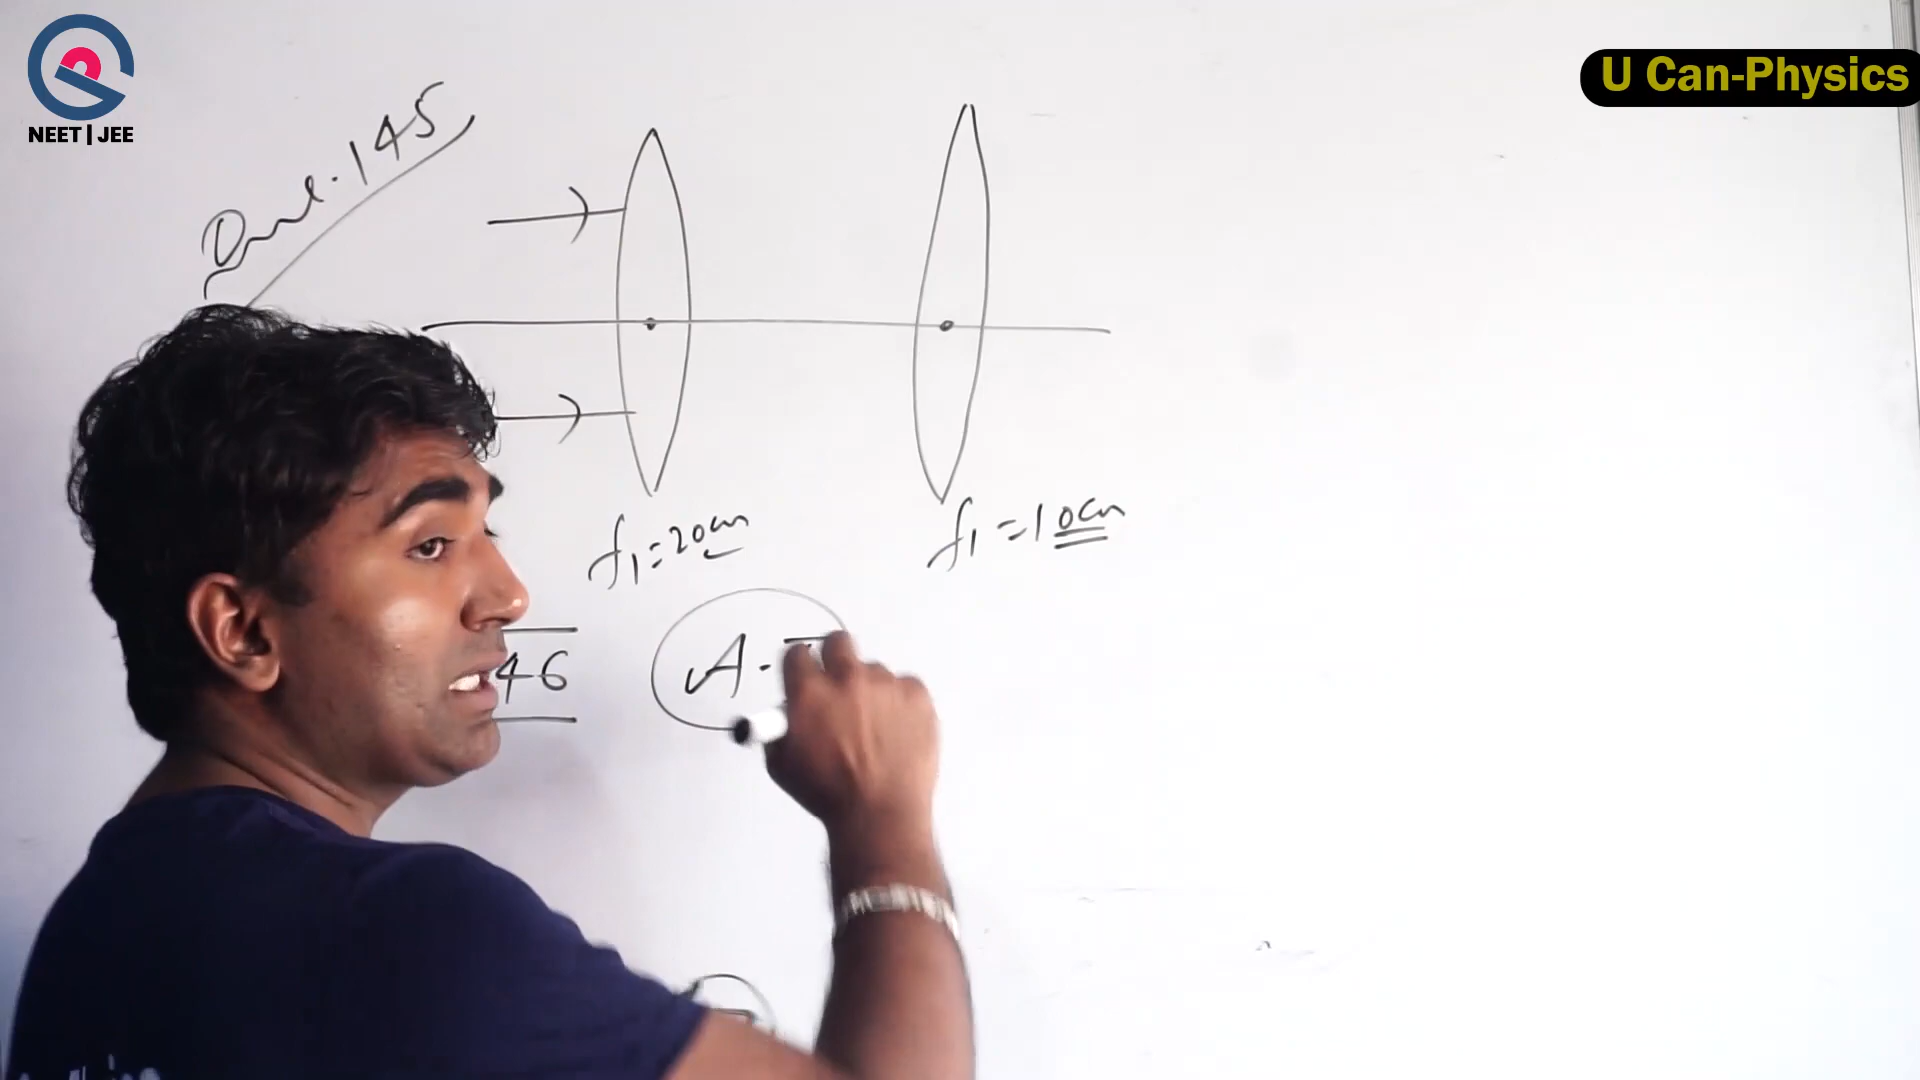 NEET|JEE
U Can-Physics
Que. 145
f1 = 20cm
f1 = 10cm
46
A.